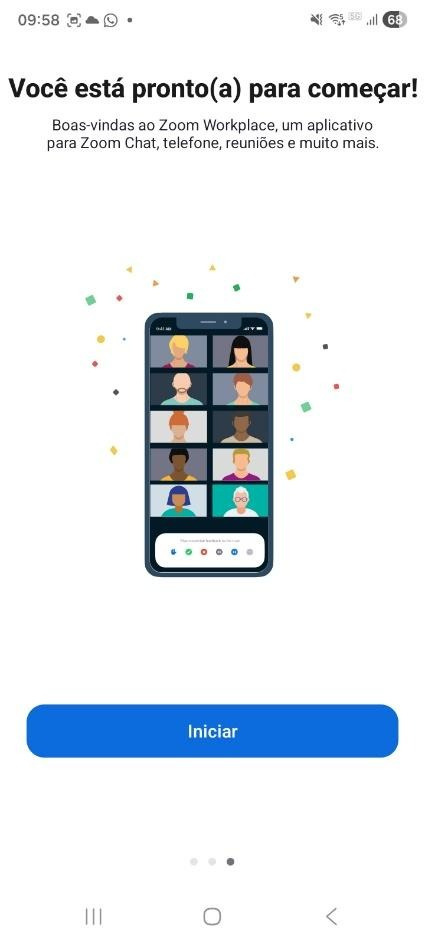 09:58
5G
68
Você está pronto(a) para começar!
Boas-vindas ao Zoom Workplace, um aplicativo
para Zoom Chat, telefone, reuniões e muito mais.
Iniciar